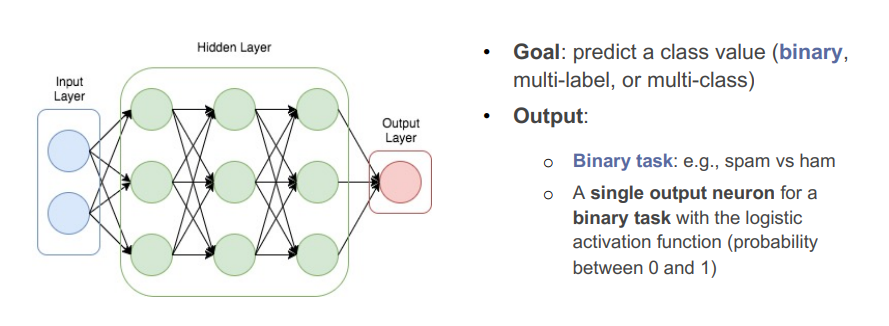 Hidden Layer
Input
Layer
Output
Layer
• Goal: predict a class value (binary,
multi-label, or multi-class)
• Output:
o Binary task: e.g., spam vs ham
o A single output neuron for a
binary task with the logistic
activation function (probability
between 0 and 1)